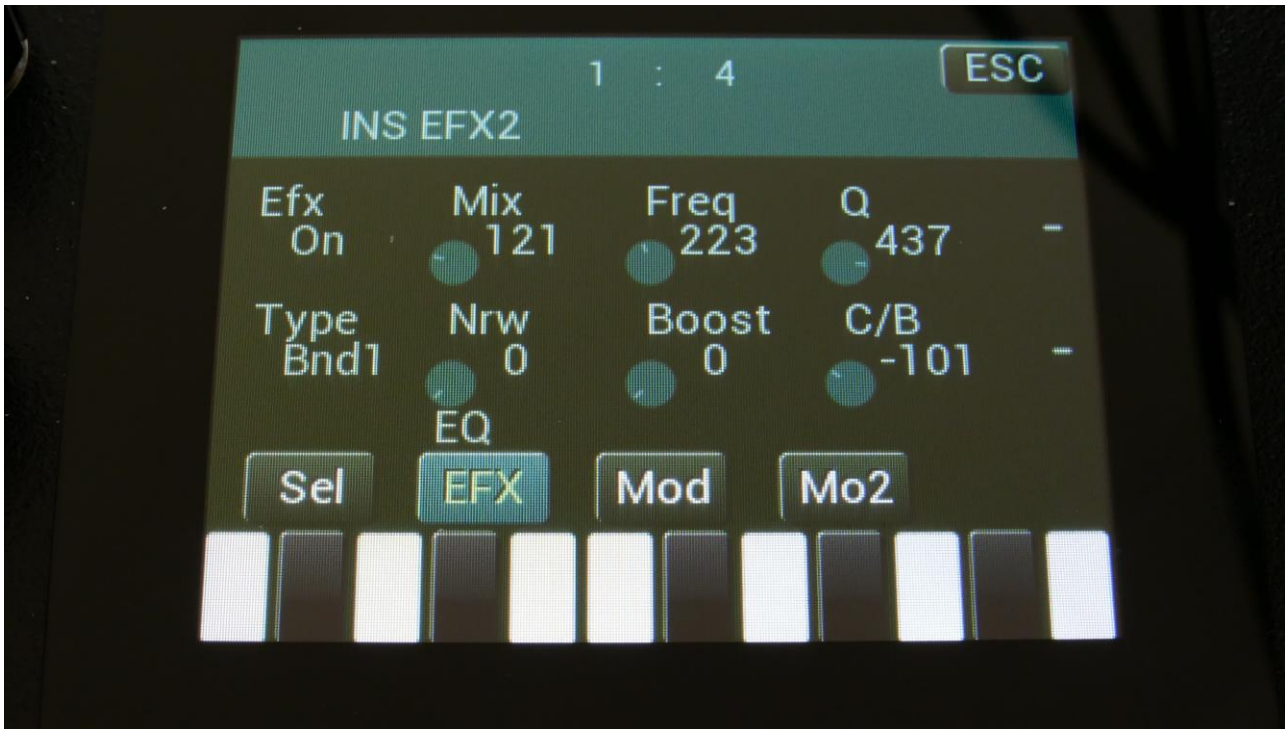 1 : 4 ESC
INS EFX2
Efx Mix Freq Q
On 121 223 437 -
Type Nrw Boost C/B
Bnd1 0 0 -101 -
EQ
Sel EFX Mod Mo2